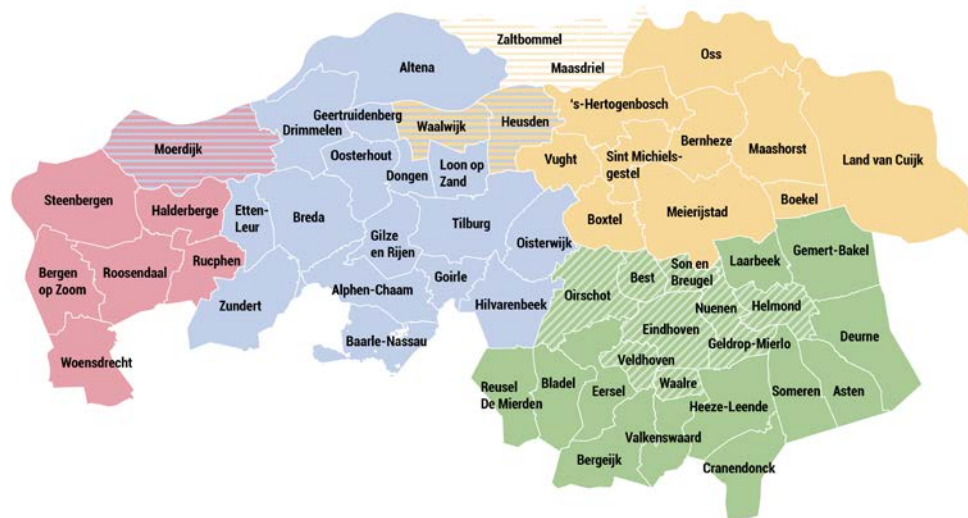 Zaltbommel
Maasdriel
Oss
Altena
's-Hertogenbosch
Geertruidenberg
Drimmelen
Waalwijk
Heusden
Moerdijk
Oosterhout
Dongen
Loon op
Zand
Vught
Sint Michiels-
gestel
Bernheze
Maashorst
Land van Cuijk
Steenbergen
Halderberge
Etten-
Leur
Breda
Gilze
en Rijen
Tilburg
Oisterwijk
Boxtel
Meierijstad
Boekel
Bergen
op Zoom
Roosendaal
Rucphen
Zundert
Alphen-Chaam
Goirle
Hilvarenbeek
Baarle-Nassau
Woensdrecht
Oirschot
Best
Son en
Breugel
Laarbeek
Gemert-Bakel
Nuenen
Helmond
Eindhoven
Geldrop-Mierlo
Deurne
Veldhoven
Waalre
Reusel
De Mierden
Bladel
Eersel
Heeze-Leende
Someren
Asten
Valkenswaard
Bergeijk
Cranendonck